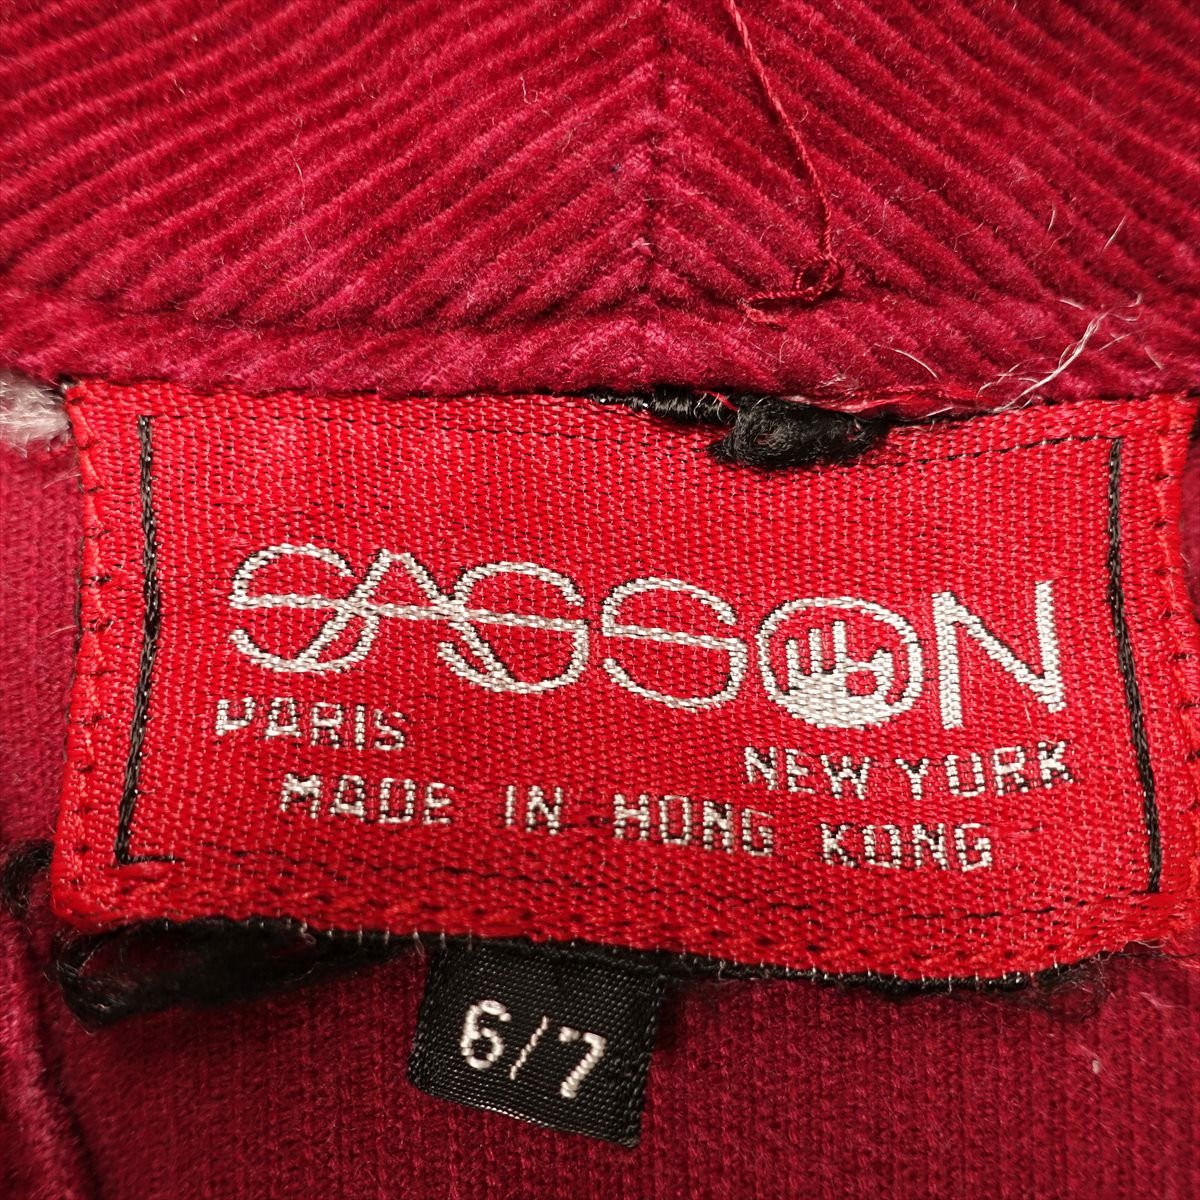 SASSON
PARIS
NEW YORK
MADE IN HONG KONG
6/7